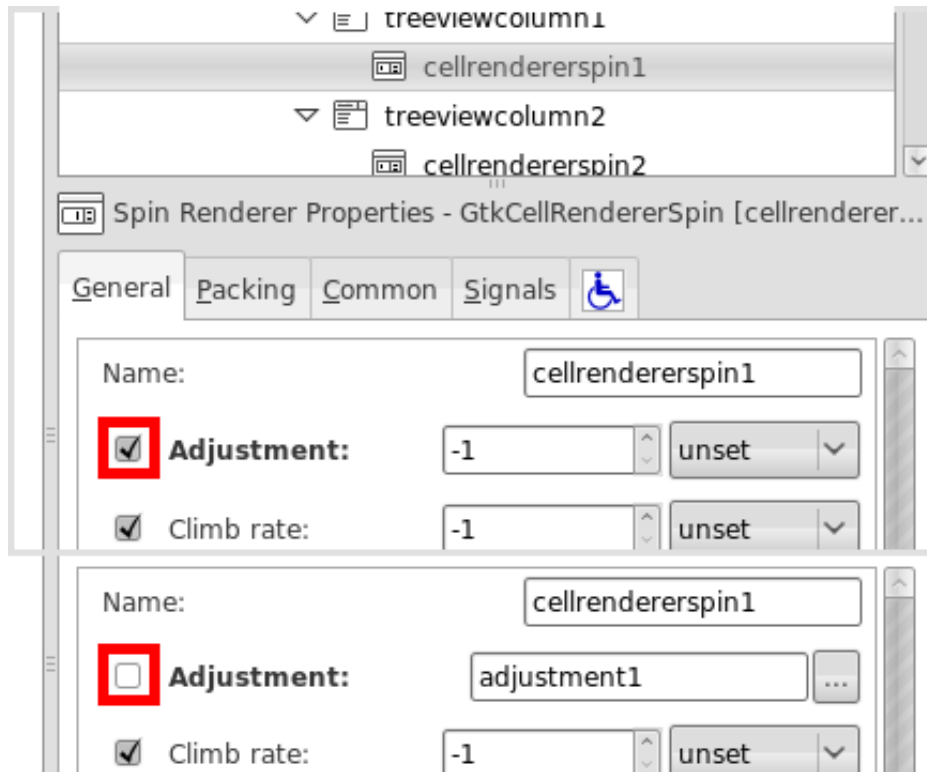 treeviewcolumn1
cellrendererspin1
treeviewcolumn2
cellrendererspin2
Spin Renderer Properties - GtkCellRendererSpin [cellrenderer...
General Packing Common Signals
Name: cellrendererspin1
Adjustment: -1 unset
Climb rate: -1 unset
Name: cellrendererspin1
Adjustment: adjustment1 ...
Climb rate: -1 unset